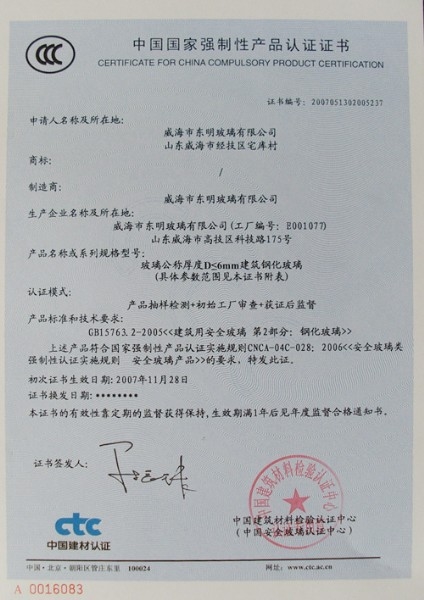 中国国家强制性产品认证证书
CERTIFICATE FOR CHINA COMPULSORY PRODUCT CERTIFICATION
证书编号: 2007051302005237
申请人名称及所在地:
威海市东明玻璃有限公司
山东威海市经技区宅库村
商标:
/
制造商:
威海市东明玻璃有限公司
生产企业名称及所在地:
威海市东明玻璃有限公司(工厂编号: E001077)
山东威海市高技区科技路175号
产品名称或系列规格型号:
玻璃公称厚度D≤6mm建筑钢化玻璃
(具体参数范围见本证书附表)
认证模式:
产品抽样检测+初始工厂审查+获证后监督
产品标准和技术要求:
GB15763.2-2005<<建筑用安全玻璃 第2部分: 钢化玻璃>>
上述产品符合国家强制性产品认证实施规则CNCA-04C-028: 2006<<安全玻璃类
强制性认证实施规则 安全玻璃产品>>的要求, 特发此证。
初次证书生效日期: 2007年11月28日
证书换发日期: ********
本证书的有效性靠定期的监督获得保持, 生效期满1年后见年度监督合格通知书。
证书签发人:
中国建筑材料检验认证中心
中国建筑材料检验认证中心
(中国安全玻璃认证中心)
ctc
中国建材认证
中国·北京·朝阳区管庄东里 100024
网址: www.ctc.ac.cn
A 0016083